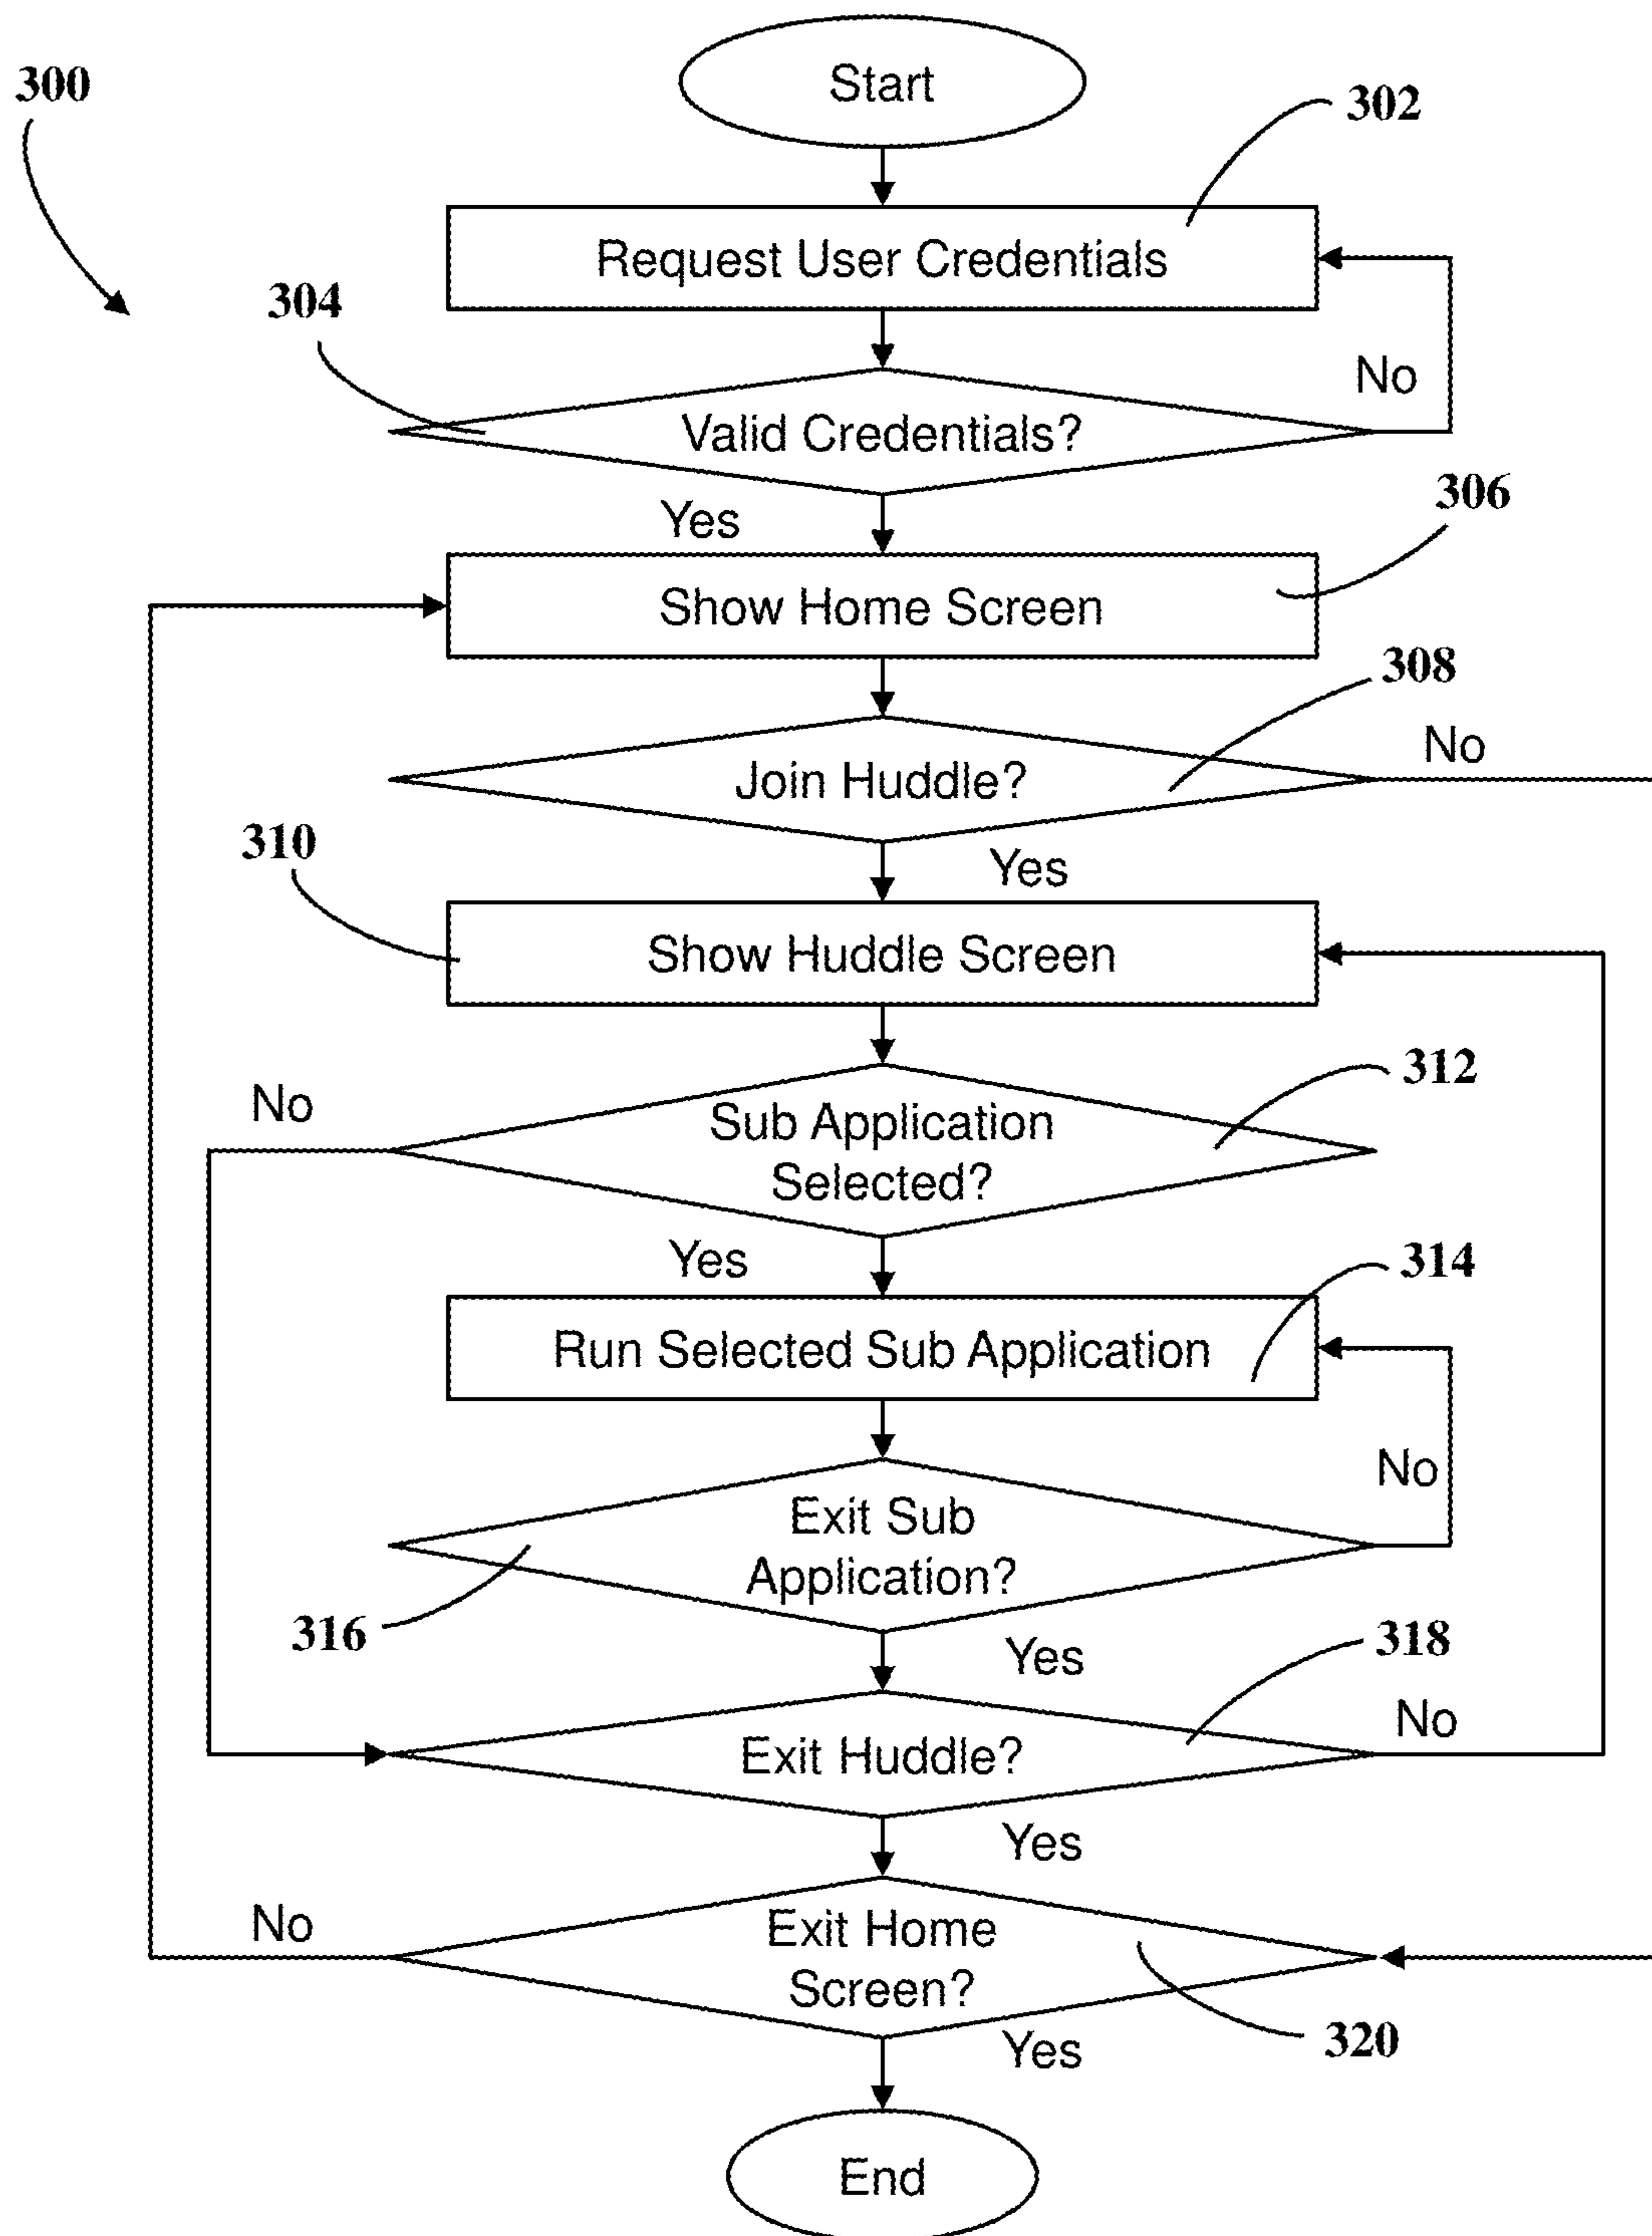 Start
300
302
Request User Credentials
304
No
Valid Credentials?
Yes
306
Show Home Screen
308
No
Join Huddle?
310
Yes
Show Huddle Screen
312
No
Sub Application
Selected?
Yes
314
Run Selected Sub Application
No
Exit Sub
Application?
316
Yes
318
No
Exit Huddle?
Yes
No
Exit Home
Screen?
320
Yes
End